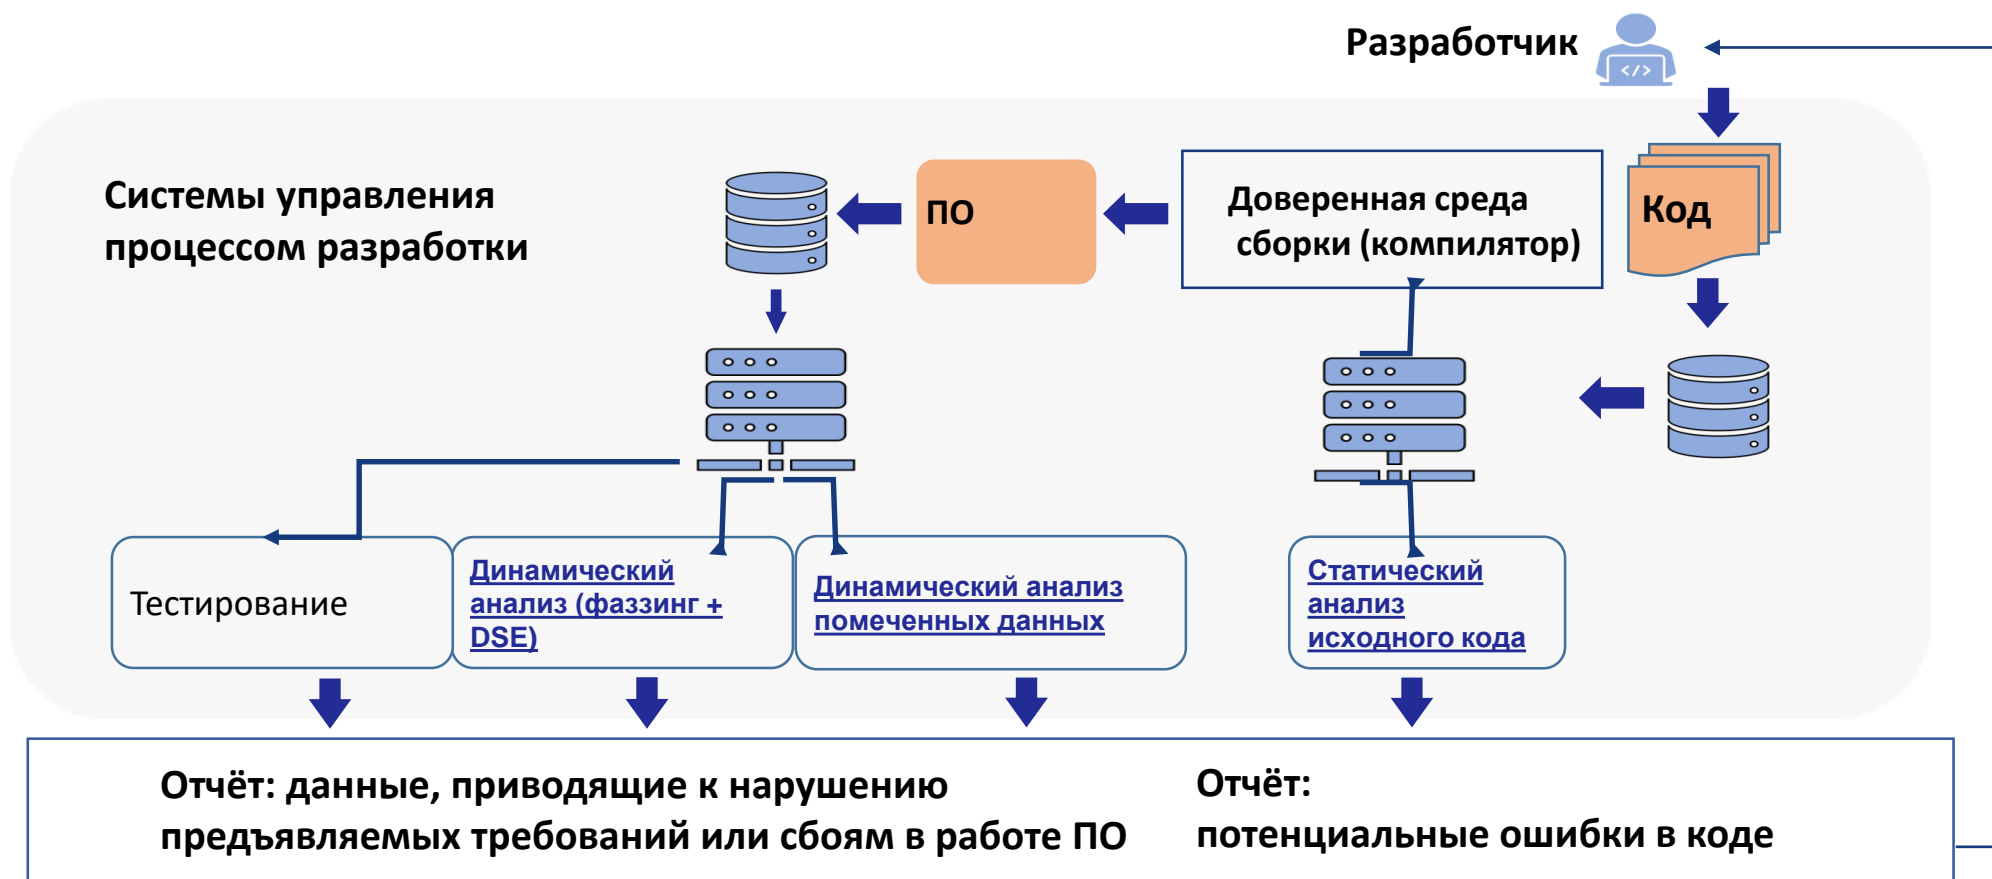 Разработчик
</>
Системы управления
процессом разработки
ПО
Доверенная среда
сборки (компилятор)
Код
Тестирование
Динамический
анализ (фаззинг +
DSE)
Динамический анализ
помеченных данных
Статический
анализ
исходного кода
Отчёт: данные, приводящие к нарушению
предъявляемых требований или сбоям в работе ПО
Отчёт:
потенциальные ошибки в коде